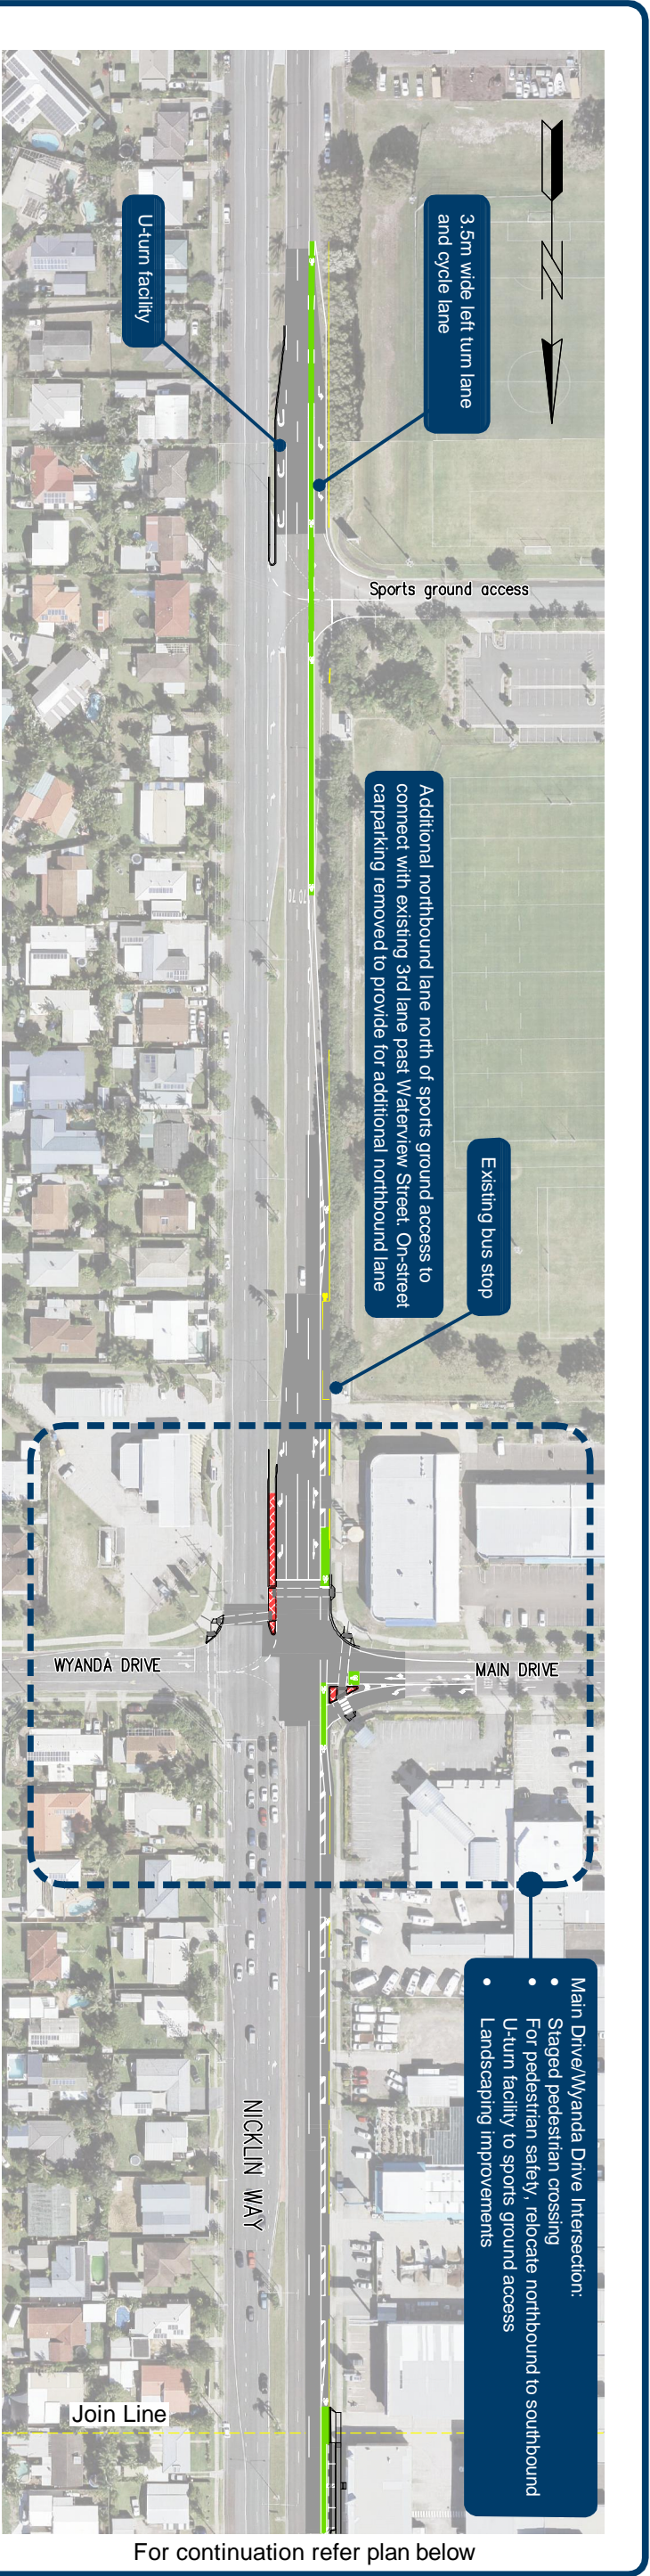 U-turn facility
3.5m wide left turn lane
and cycle lane
N
Sports ground access
Additional northbound lane north of sports ground access to
connect with existing 3rd lane past Waterview Street. On-street
carparking removed to provide for additional northbound lane
70 70
Existing bus stop
WYANDA DRIVE
MAIN DRIVE
Main Drive/Wyanda Drive Intersection:
• Staged pedestrian crossing
• For pedestrian safety, relocate northbound to southbound
U-turn facility to sports ground access
• Landscaping improvements
NICKLIN WAY
Join Line
For continuation refer plan below